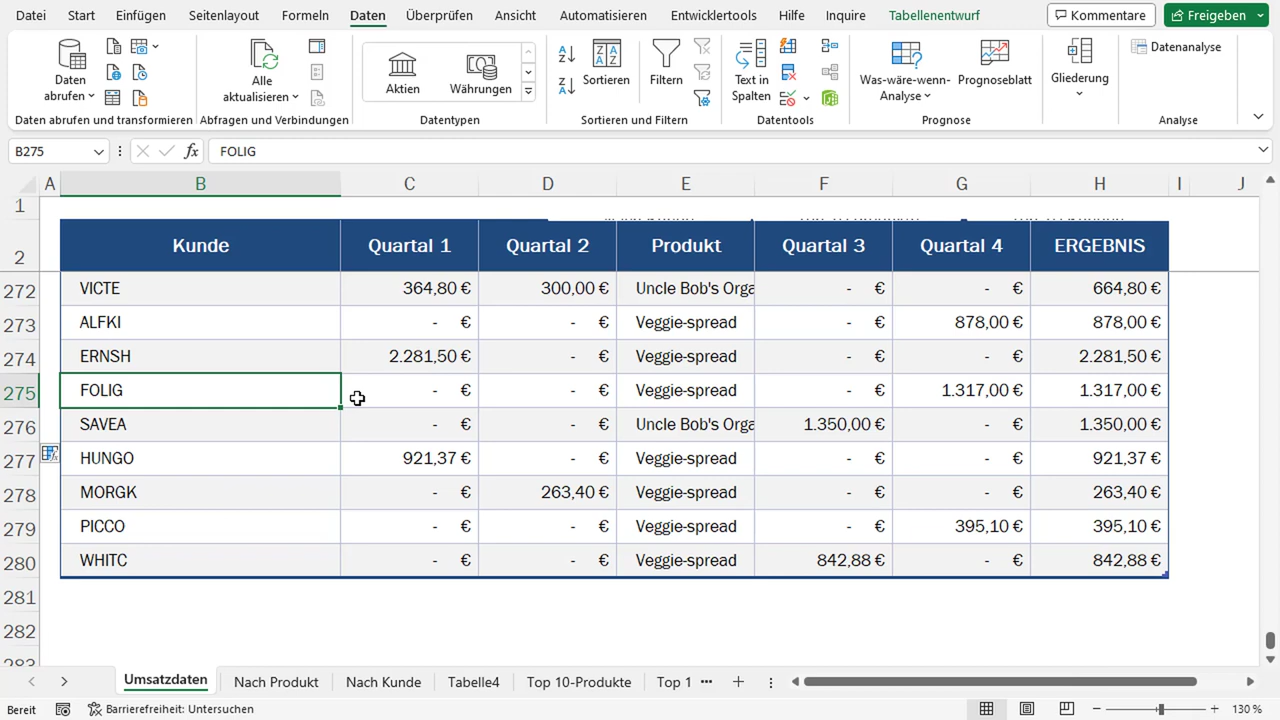 Datei Start Einfügen Seitenlayout Formeln Daten Überprüfen Ansicht Automatisieren Entwicklertools Hilfe Inquire Tabellenentwurf Kommentare Freigeben
Daten abrufen
Alle aktualisieren
Aktien Währungen
Sortieren
Filtern
Text in Spalten
Was-wäre-wenn-Analyse
Prognoseblatt
Gliederung
Datenanalyse
Daten abrufen und transformieren Abfragen und Verbindungen Datentypen Sortieren und Filtern Datentools Prognose Analyse
B275 fx FOLIG
A B C D E F G H I J
1
2 Kunde Quartal 1 Quartal 2 Produkt Quartal 3 Quartal 4 ERGEBNIS
272 VICTE 364,80 € 300,00 € Uncle Bob's Orga - € - € 664,80 €
273 ALFKI - € - € Veggie-spread - € 878,00 € 878,00 €
274 ERNSH 2.281,50 € - € Veggie-spread - € - € 2.281,50 €
275 FOLIG - € - € Veggie-spread - € 1.317,00 € 1.317,00 €
276 SAVEA - € - € Uncle Bob's Orga 1.350,00 € - € 1.350,00 €
277 HUNGO 921,37 € - € Veggie-spread - € - € 921,37 €
278 MORGK - € 263,40 € Veggie-spread - € - € 263,40 €
279 PICCO - € - € Veggie-spread - € 395,10 € 395,10 €
280 WHITC - € - € Veggie-spread 842,88 € - € 842,88 €
281
282
283
Umsatzdaten Nach Produkt Nach Kunde Tabelle4 Top 10-Produkte Top 1 ···
Bereit Barrierefreiheit: Untersuchen 130 %